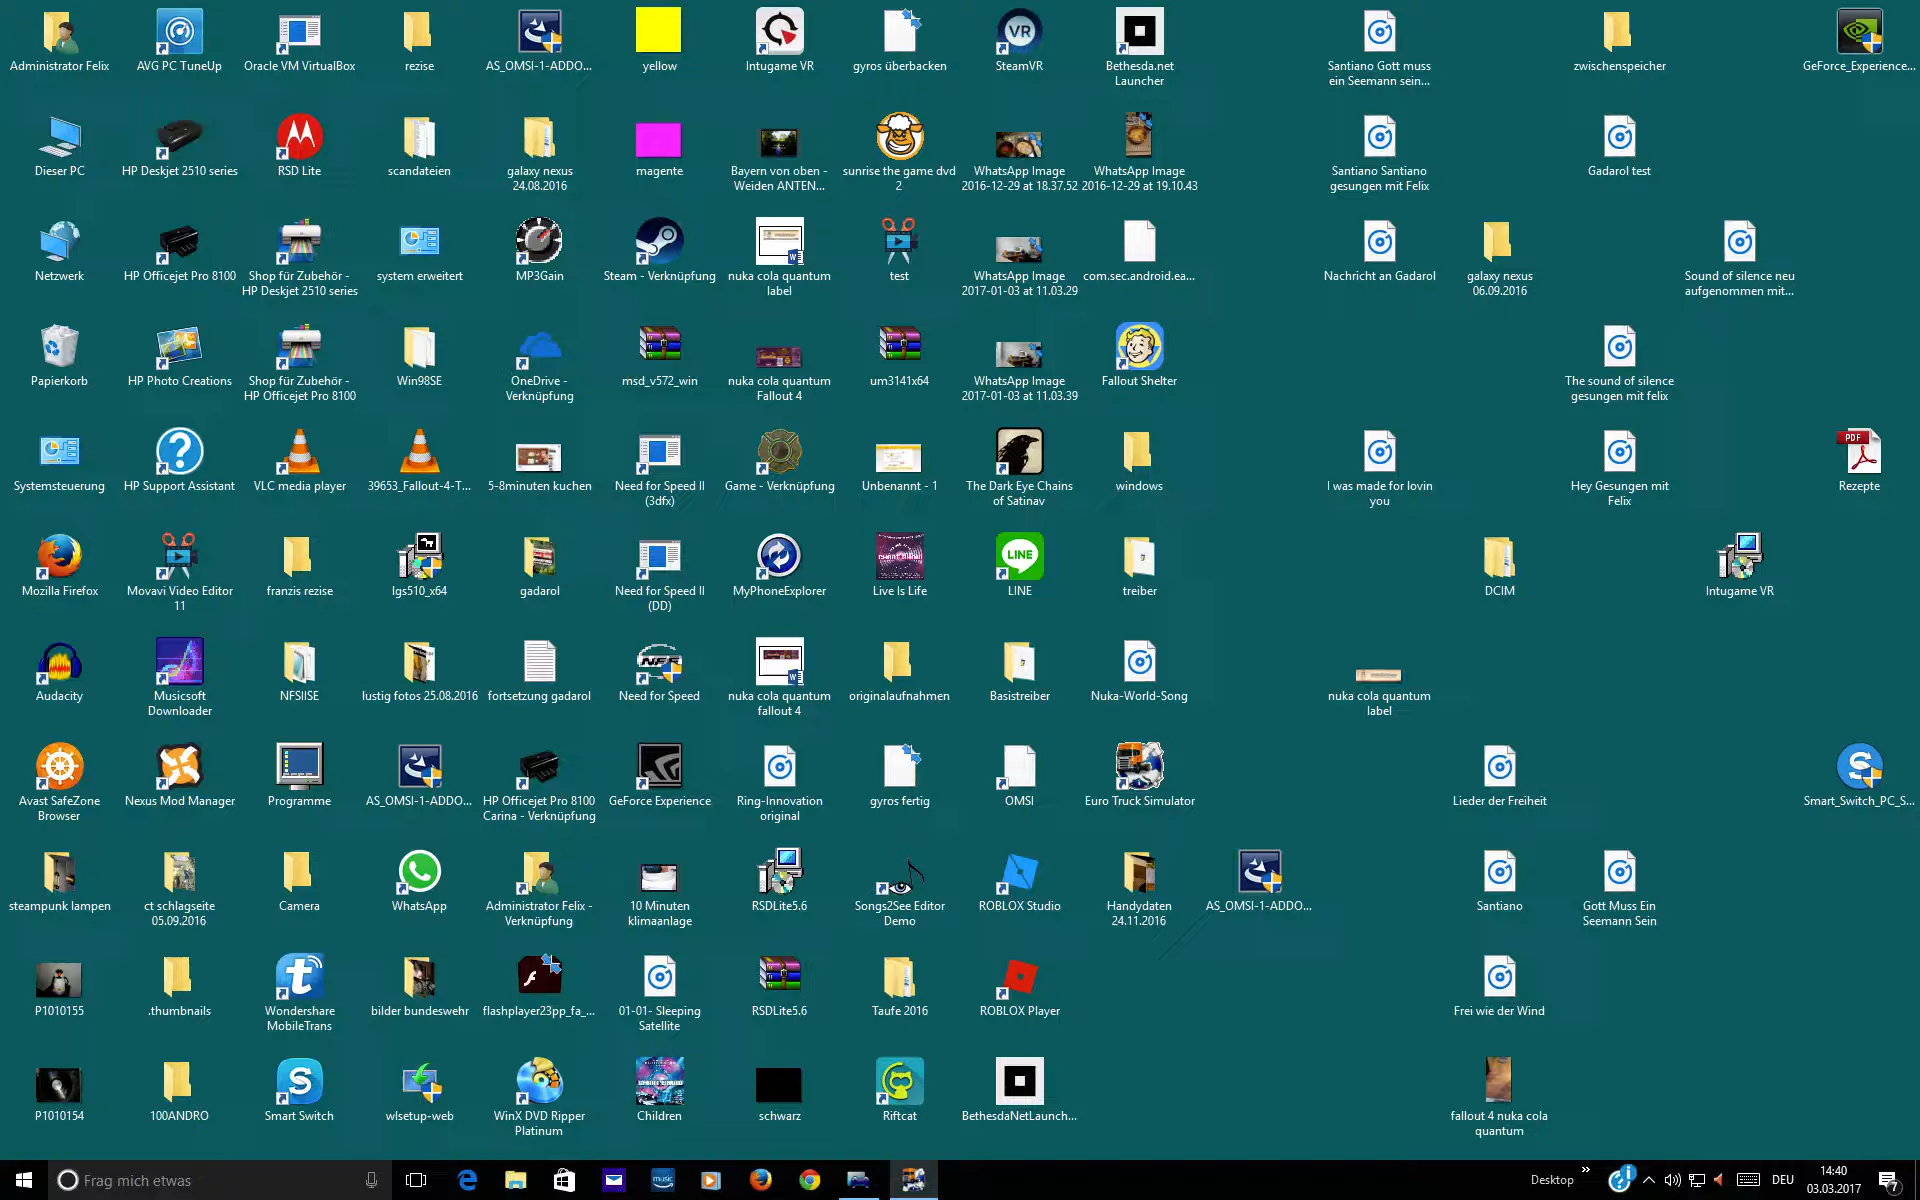 Administrator Felix
AVG PC TuneUp
Oracle VM VirtualBox
rezise
AS_OMSI-1-ADDO...
yellow
Intugame VR
gyros überbacken
SteamVR
Bethesda.net
Launcher
Santiano Gott muss
ein Seemann sein...
zwischenspeicher
GeForce_Experience...
Dieser PC
HP Deskjet 2510 series
RSD Lite
scandateien
galaxy nexus
24.08.2016
magente
Bayern von oben -
Weiden ANTEN...
sunrise the game dvd
2
WhatsApp Image
2016-12-29 at 18.37.52
WhatsApp Image
2016-12-29 at 19.10.43
Santiano Santiano
gesungen mit Felix
Gadarol test
Netzwerk
HP Officejet Pro 8100
Shop für Zubehör -
HP Deskjet 2510 series
system erweitert
MP3Gain
Steam - Verknüpfung
nuka cola quantum
label
test
WhatsApp Image
2017-01-03 at 11.03.29
com.sec.android.ea...
Nachricht an Gadarol
galaxy nexus
06.09.2016
Sound of silence neu
aufgenommen mit...
Papierkorb
HP Photo Creations
Shop für Zubehör -
HP Officejet Pro 8100
Win98SE
OneDrive -
Verknüpfung
msd_v572_win
nuka cola quantum
Fallout 4
um3141x64
WhatsApp Image
2017-01-03 at 11.03.39
Fallout Shelter
The sound of silence
gesungen mit felix
Systemsteuerung
HP Support Assistant
VLC media player
39653_Fallout-4-T...
5-8minuten kuchen
Need for Speed II
(3dfx)
Game - Verknüpfung
Unbenannt - 1
The Dark Eye Chains
of Satinav
windows
I was made for lovin
you
Hey Gesungen mit
Felix
PDF
Rezepte
Mozilla Firefox
Movavi Video Editor
11
franzis rezise
lgs510_x64
gadarol
Need for Speed II
(DD)
MyPhoneExplorer
Live Is Life
LINE
LINE
treiber
DCIM
Intugame VR
Audacity
Musicsoft
Downloader
NFSIISE
lustig fotos 25.08.2016
fortsetzung gadarol
Need for Speed
nuka cola quantum
fallout 4
originalaufnahmen
Basistreiber
Nuka-World-Song
nuka cola quantum
label
Avast SafeZone
Browser
Nexus Mod Manager
Programme
AS_OMSI-1-ADDO...
HP Officejet Pro 8100
Carina - Verknüpfung
GeForce Experience
Ring-Innovation
original
gyros fertig
OMSI
Euro Truck Simulator
Lieder der Freiheit
Smart_Switch_PC_S...
steampunk lampen
ct schlagseite
05.09.2016
Camera
WhatsApp
Administrator Felix -
Verknüpfung
10 Minuten
klimaanlage
RSDLite5.6
Songs2See Editor
Demo
ROBLOX Studio
Handydaten
24.11.2016
AS_OMSI-1-ADDO...
Santiano
Gott Muss Ein
Seemann Sein
P1010155
.thumbnails
Wondershare
MobileTrans
bilder bundeswehr
flashplayer23pp_fa_...
01-01- Sleeping
Satellite
RSDLite5.6
Taufe 2016
ROBLOX Player
Frei wie der Wind
P1010154
100ANDRO
Smart Switch
wlsetup-web
WinX DVD Ripper
Platinum
Children
schwarz
Riftcat
BethesdaNetLaunch...
fallout 4 nuka cola
quantum
Frag mich etwas
music
Desktop
DEU
14:40
03.03.2017
7